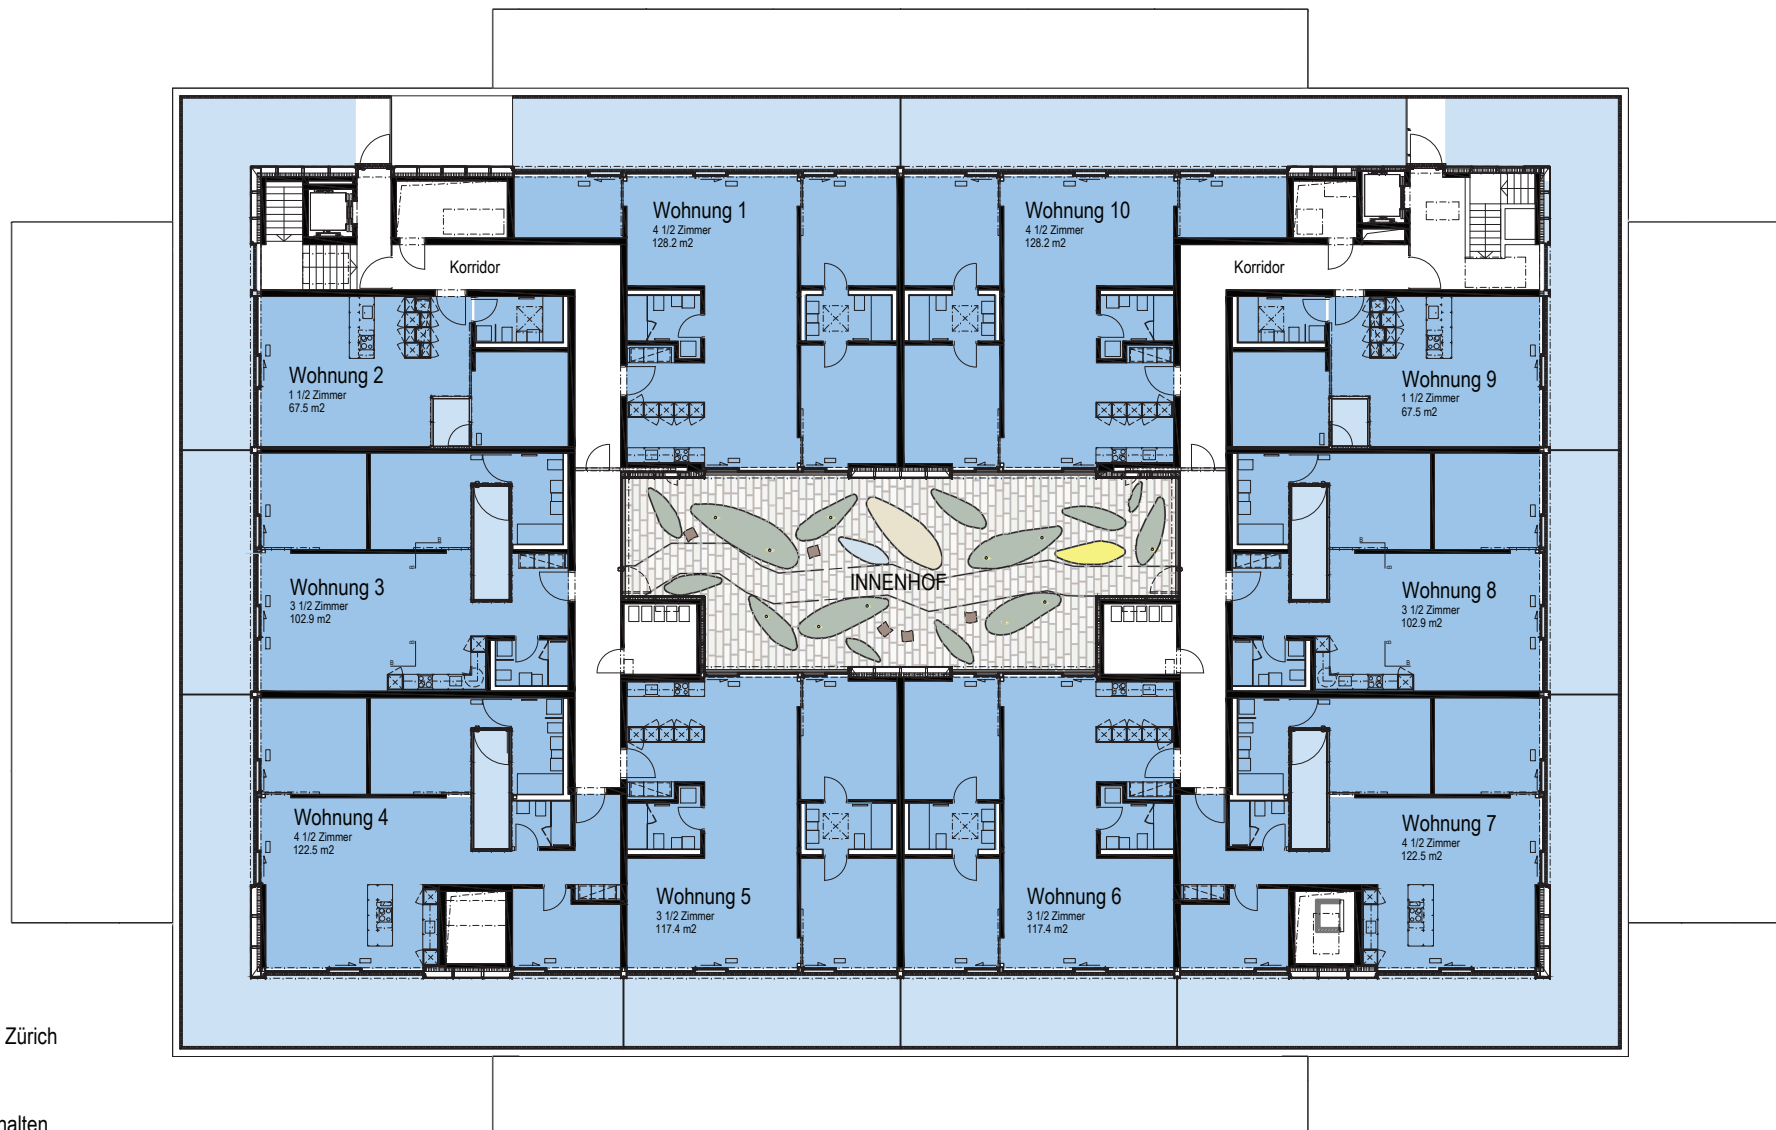 Wohnung 1
4 1/2 Zimmer
128.2 m2
Wohnung 10
4 1/2 Zimmer
128.2 m2
Korridor
Korridor
Wohnung 2
1 1/2 Zimmer
67.5 m2
Wohnung 9
1 1/2 Zimmer
67.5 m2
Wohnung 3
3 1/2 Zimmer
102.9 m2
INNENHOF
Wohnung 8
3 1/2 Zimmer
102.9 m2
Wohnung 4
4 1/2 Zimmer
122.5 m2
Wohnung 7
4 1/2 Zimmer
122.5 m2
Wohnung 5
3 1/2 Zimmer
117.4 m2
Wohnung 6
3 1/2 Zimmer
117.4 m2
Zürich
halten